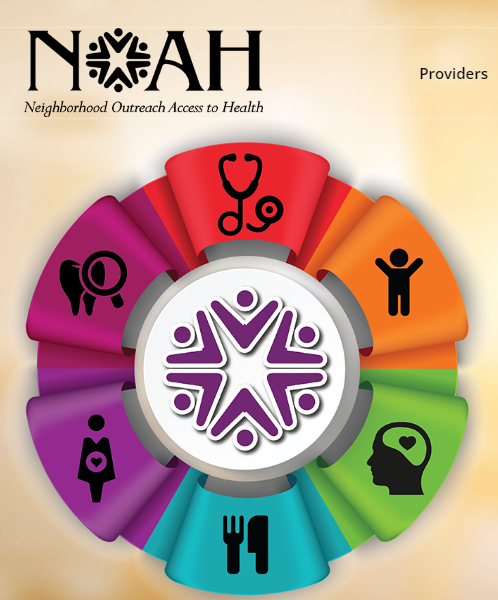 NOAH
Providers
Neighborhood Outreach Access to Health